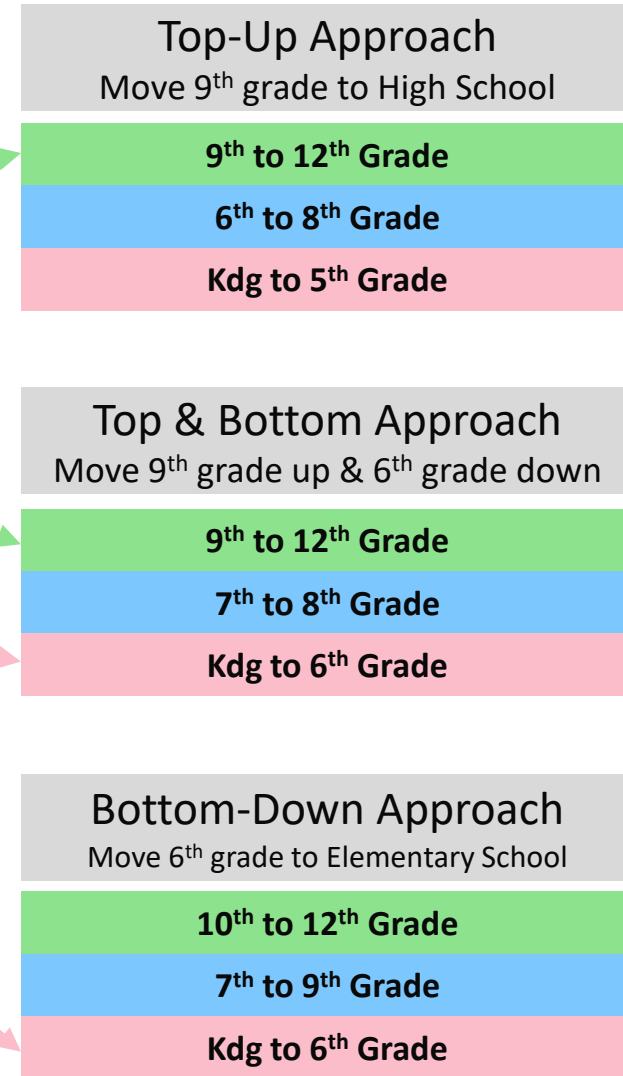 Top-Up Approach
Move 9th grade to High School
9th to 12th Grade
6th to 8th Grade
Kdg to 5th Grade
Top & Bottom Approach
Move 9th grade up & 6th grade down
9th to 12th Grade
7th to 8th Grade
Kdg to 6th Grade
Bottom-Down Approach
Move 6th grade to Elementary School
10th to 12th Grade
7th to 9th Grade
Kdg to 6th Grade